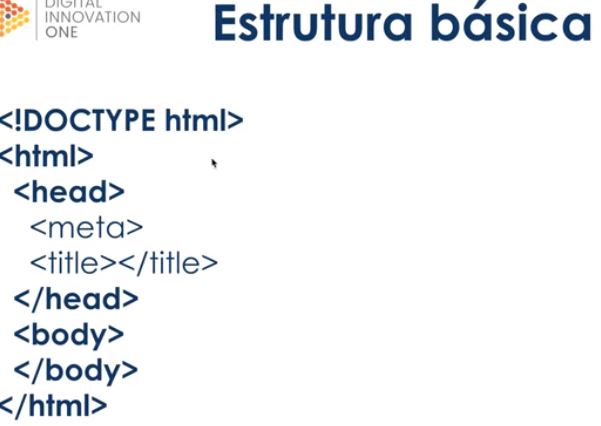 DIGITAL
INNOVATION
ONE
Estrutura básica
<!DOCTYPE html>
<html>
<head>
<meta>
<title></title>
</head>
<body>
</body>
</html>